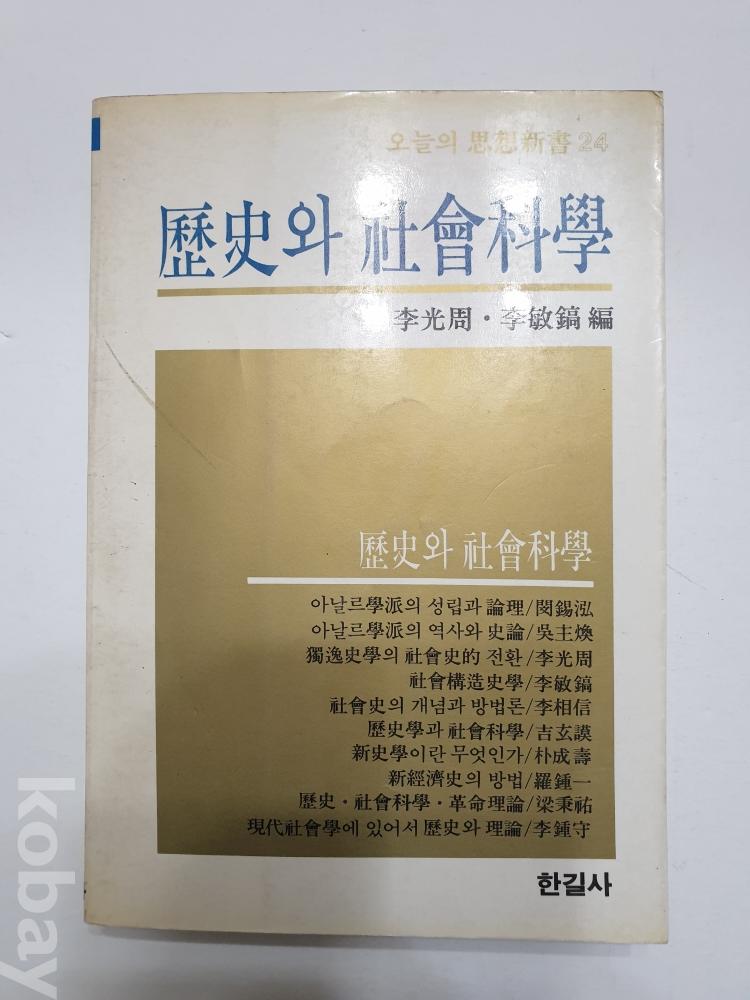 오늘의 思想新書 24
歷史와 社會科學
李光周・李敏鎬 編
歷史와 社會科學
아날르學派의 성립과 論理/閔錫泓
아날르學派의 역사와 史論/吳主煥
獨逸史學의 社會史的 전환/李光周
社會構造史學/李敏鎬
社會史의 개념과 방법론/李相信
歷史學과 社會科學/吉玄謨
新史學이란 무엇인가/朴成壽
新經濟史의 방법/羅鍾一
歷史・社會科學・革命理論/梁秉祐
現代社會學에 있어서 歷史와 理論/李鍾守
한길사
kobay